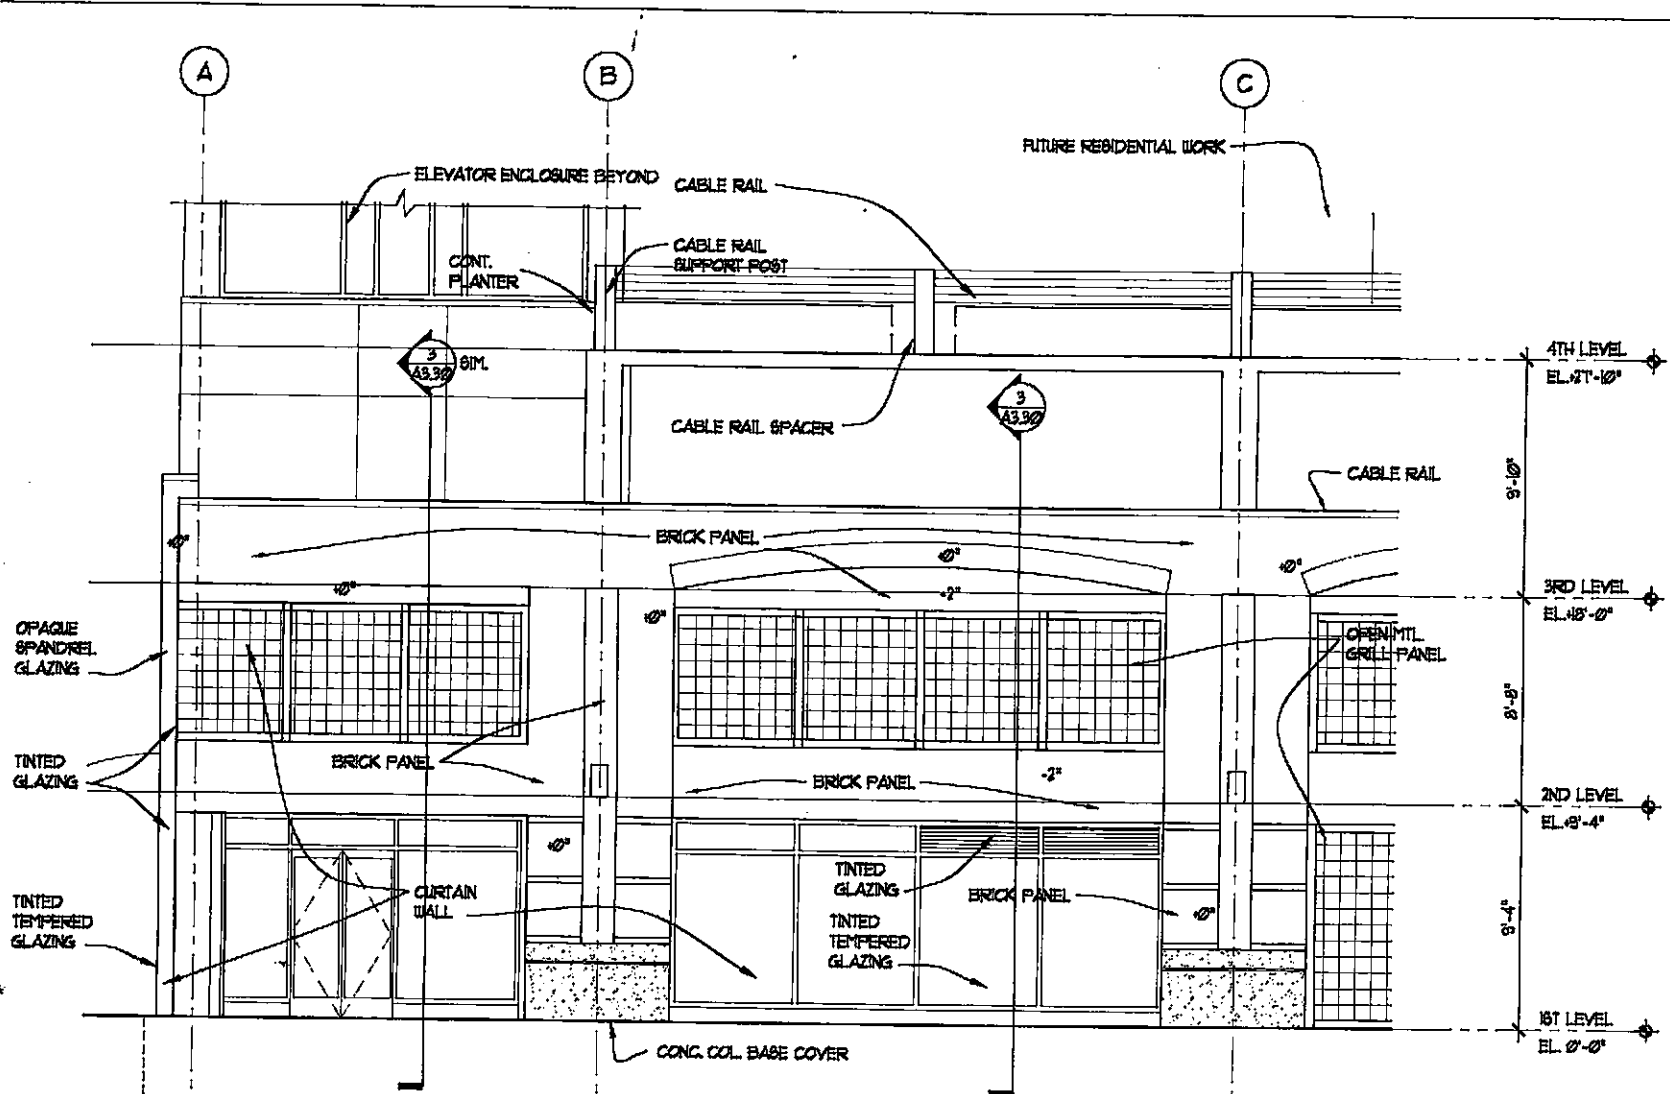 A
B
C
FUTURE RESIDENTIAL WORK
ELEVATOR ENCLOSURE BEYOND
CABLE RAIL
CABLE RAIL
SUPPORT POST
CONT.
PLANTER
3
A3.30
SIM.
3
A3.30
CABLE RAIL SPACER
4TH LEVEL
EL.+27'-10"
9'-10"
CABLE RAIL
BRICK PANEL
+0"
+0"
+0"
+0"
-2"
+0"
3RD LEVEL
EL.+18'-0"
OPAQUE
SPANDREL
GLAZING
OPEN MTL.
GRILL PANEL
8'-8"
TINTED
GLAZING
BRICK PANEL
BRICK PANEL
-2"
2ND LEVEL
EL.+9'-4"
+0"
TINTED
GLAZING
CURTAIN
WALL
BRICK PANEL
+0"
9'-4"
TINTED
TEMPERED
GLAZING
TINTED
TEMPERED
GLAZING
1ST LEVEL
EL. 0'-0"
CONC. COL. BASE COVER